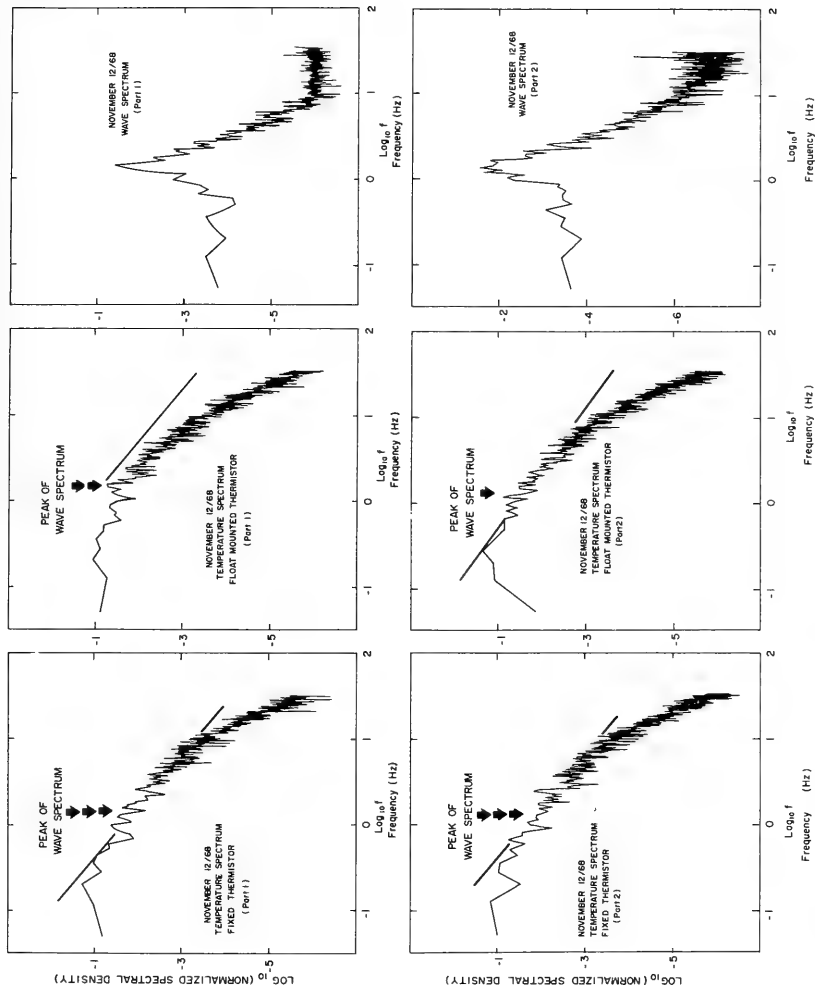 NOVEMBER 12/68
TEMPERATURE SPECTRUM
FIXED THERMISTOR
(Part 1)
PEAK OF
WAVE SPECTRUM
-1
-3
-5
-1
0
1
2
Log10 f
Frequency (Hz)
LOG10 (NORMALIZED SPECTRAL DENSITY)
NOVEMBER 12/68
TEMPERATURE SPECTRUM
FLOAT MOUNTED THERMISTOR
(Part 1)
PEAK OF
WAVE SPECTRUM
-1
-3
-5
-1
0
1
2
Log10 f
Frequency (Hz)
NOVEMBER 12/68
WAVE SPECTRUM
(Part 1)
-1
-3
-5
-1
0
1
2
Log10 f
Frequency (Hz)
NOVEMBER 12/68
TEMPERATURE SPECTRUM
FIXED THERMISTOR
(Part 2)
PEAK OF
WAVE SPECTRUM
-1
-3
-5
-1
0
1
2
Log10 f
Frequency (Hz)
LOG10 (NORMALIZED SPECTRAL DENSITY)
NOVEMBER 12/68
TEMPERATURE SPECTRUM
FLOAT MOUNTED THERMISTOR
(Part 2)
PEAK OF
WAVE SPECTRUM
-1
-3
-5
-1
0
1
2
Log10 f
Frequency (Hz)
NOVEMBER 12/68
WAVE SPECTRUM
(Part 2)
-2
-4
-6
-1
0
1
2
Log10 f
Frequency (Hz)